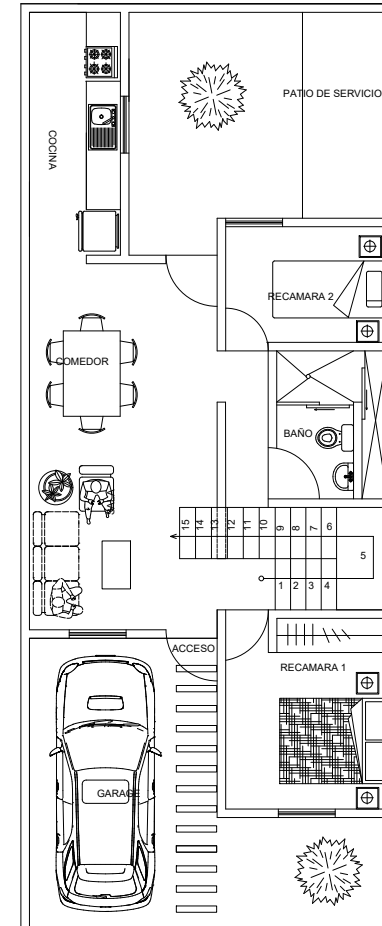 PATIO DE SERVICIO
COCINA
RECAMARA 2
COMEDOR
BAÑO
15 14 13 12 11 10 9 8 7 6
5
1 2 3 4
ACCESO
RECAMARA 1
GARAGE